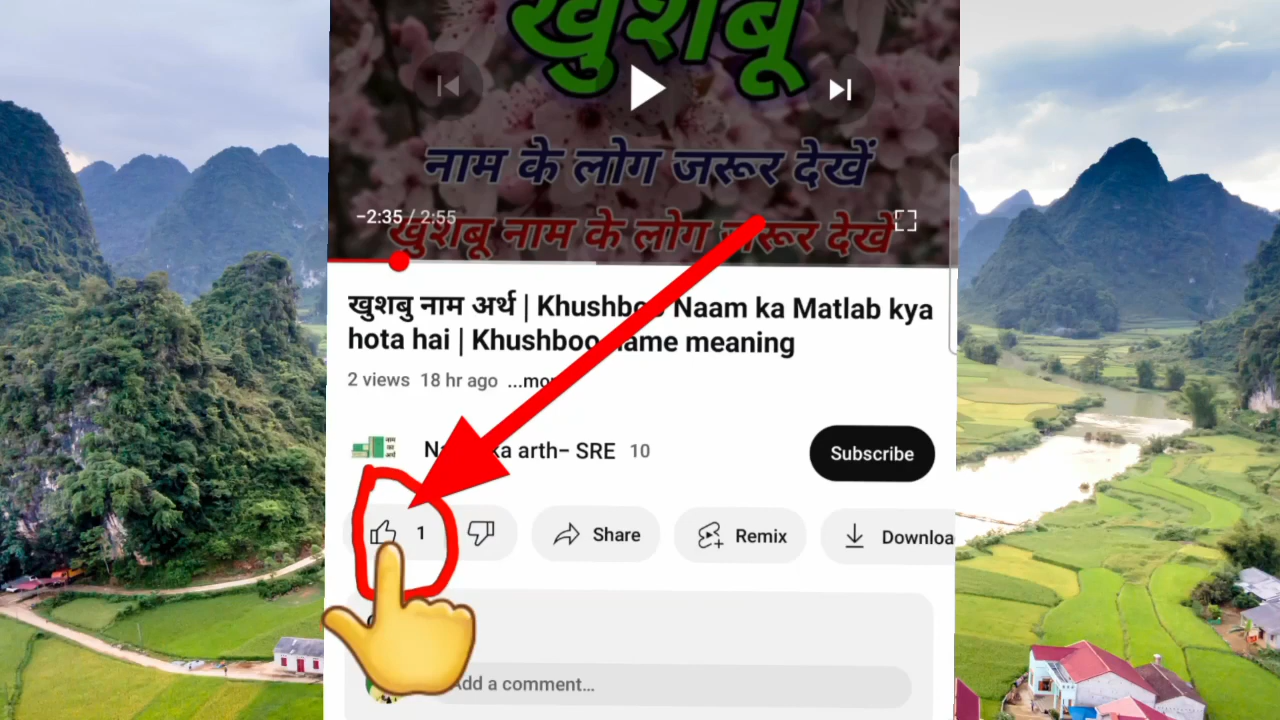 खुशबू
नाम के लोग जरूर देखें
-2:35 / 2:55
खुशबू नाम के लोग जरूर देखें
खुशबु नाम अर्थ | Khushboo Naam ka Matlab kya
hota hai | Khushboo name meaning
2 views 18 hr ago ...more
ka arth- SRE 10
Subscribe
1
Share
Remix
Downloa
Add a comment...